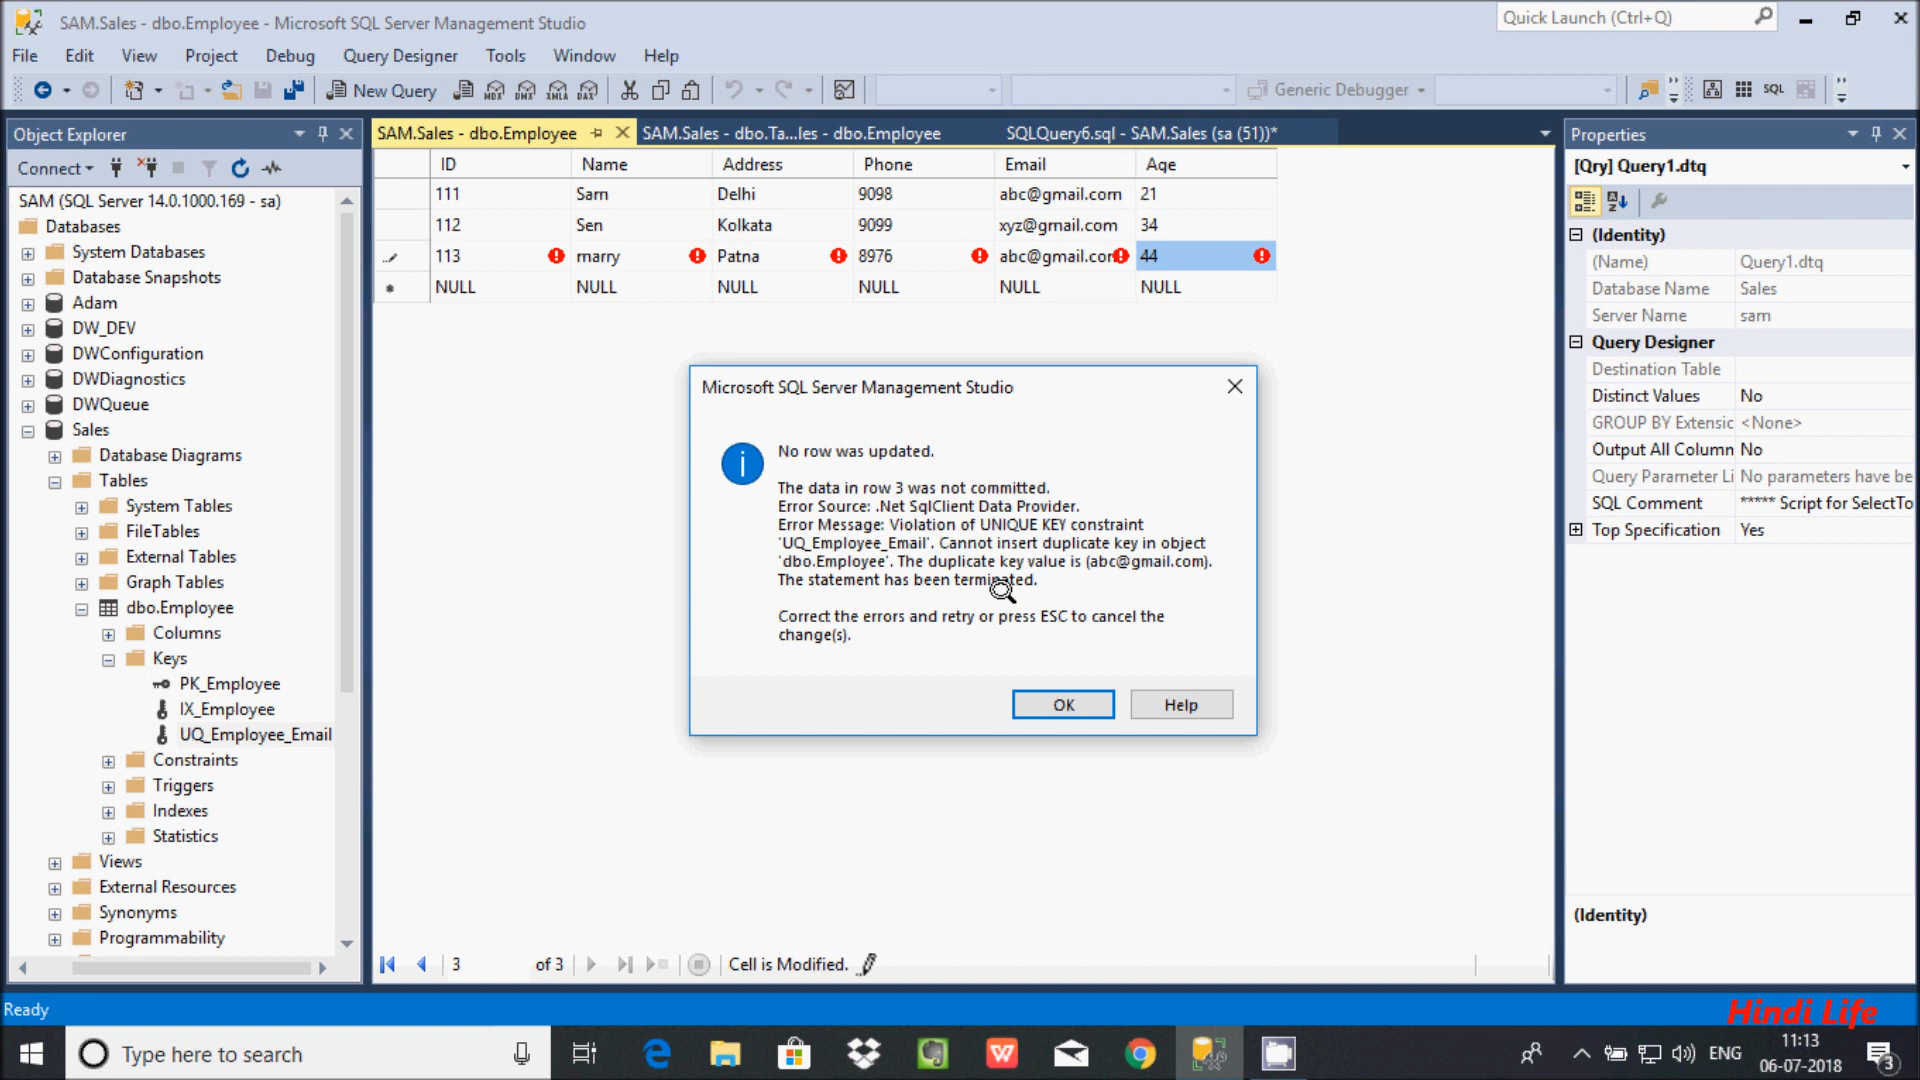 SAM.Sales - dbo.Employee - Microsoft SQL Server Management Studio
Quick Launch (Ctrl+Q)
File Edit View Project Debug Query Designer Tools Window Help
New Query
MDX DMX XMLA DAX
Generic Debugger
SQL
Object Explorer
Connect
SAM (SQL Server 14.0.1000.169 - sa)
Databases
System Databases
Database Snapshots
Adam
DW_DEV
DWConfiguration
DWDiagnostics
DWQueue
Sales
Database Diagrams
Tables
System Tables
FileTables
External Tables
Graph Tables
dbo.Employee
Columns
Keys
PK_Employee
IX_Employee
UQ_Employee_Email
Constraints
Triggers
Indexes
Statistics
Views
External Resources
Synonyms
Programmability
SAM.Sales - dbo.Employee
SAM.Sales - dbo.Ta...les - dbo.Employee
SQLQuery6.sql - SAM.Sales (sa (51))*
ID Name Address Phone Email Age
111 Sam Delhi 9098 abc@gmail.com 21
112 Sen Kolkata 9099 xyz@gmail.com 34
113 marry Patna 8976 abc@gmail.com 44
NULL NULL NULL NULL NULL NULL
Microsoft SQL Server Management Studio
No row was updated.
The data in row 3 was not committed.
Error Source: .Net SqlClient Data Provider.
Error Message: Violation of UNIQUE KEY constraint
'UQ_Employee_Email'. Cannot insert duplicate key in object
'dbo.Employee'. The duplicate key value is (abc@gmail.com).
The statement has been terminated.
Correct the errors and retry or press ESC to cancel the
change(s).
OK Help
3 of 3 Cell is Modified.
Properties
[Qry] Query1.dtq
(Identity)
(Name) Query1.dtq
Database Name Sales
Server Name sam
Query Designer
Destination Table
Distinct Values No
GROUP BY Extensic <None>
Output All Column No
Query Parameter Li No parameters have be
SQL Comment ***** Script for SelectTo
Top Specification Yes
(Identity)
Ready
Hindi Life
Type here to search
ENG
11:13
06-07-2018
3